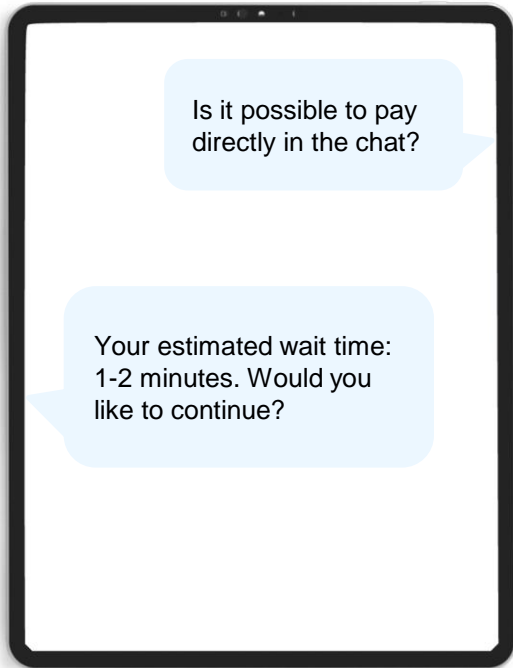 Is it possible to pay
directly in the chat?
Your estimated wait time:
1-2 minutes. Would you
like to continue?